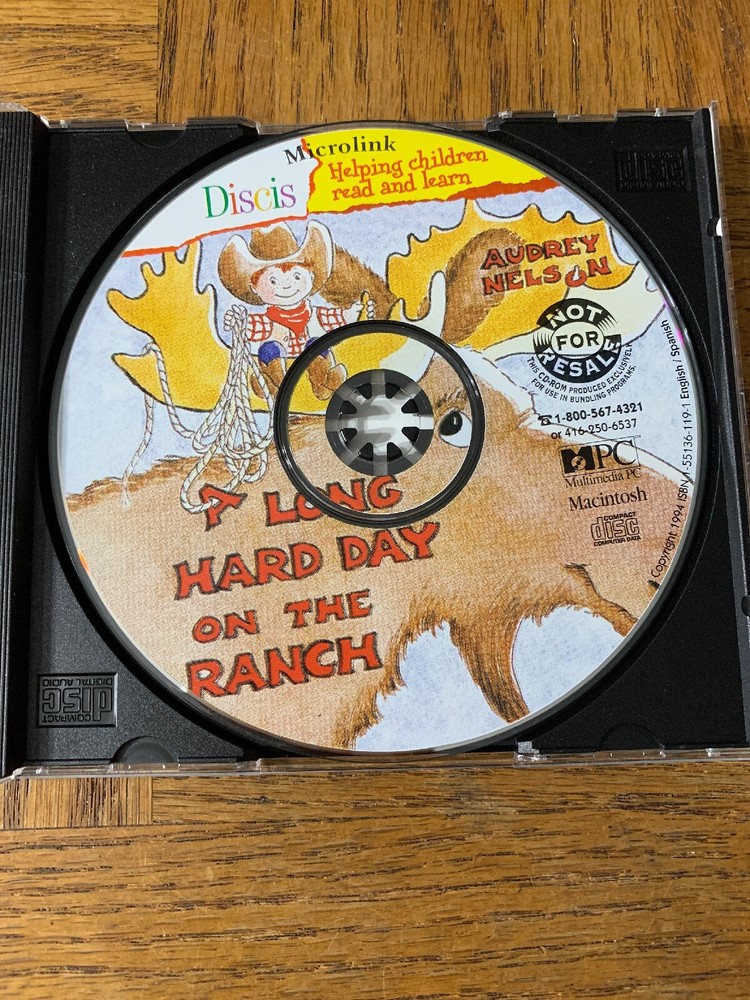 Microlink
Discis
Helping children
read and learn
AUDREY
NELSON
NOT
FOR
RESALE
THIS CD-ROM PRODUCED EXCLUSIVELY
FOR USE IN BUNDLING PROGRAMS.
☎1-800-567-4321
or 416-250-6537
MPC
Multimedia PC
Macintosh
COMPACT
disc
COMPUTER DATA
Copyright 1994 ISBN 1-55136-119-1 English / Spanish
A LONG
HARD DAY
ON THE
RANCH
COMPACT
disc
DIGITAL AUDIO